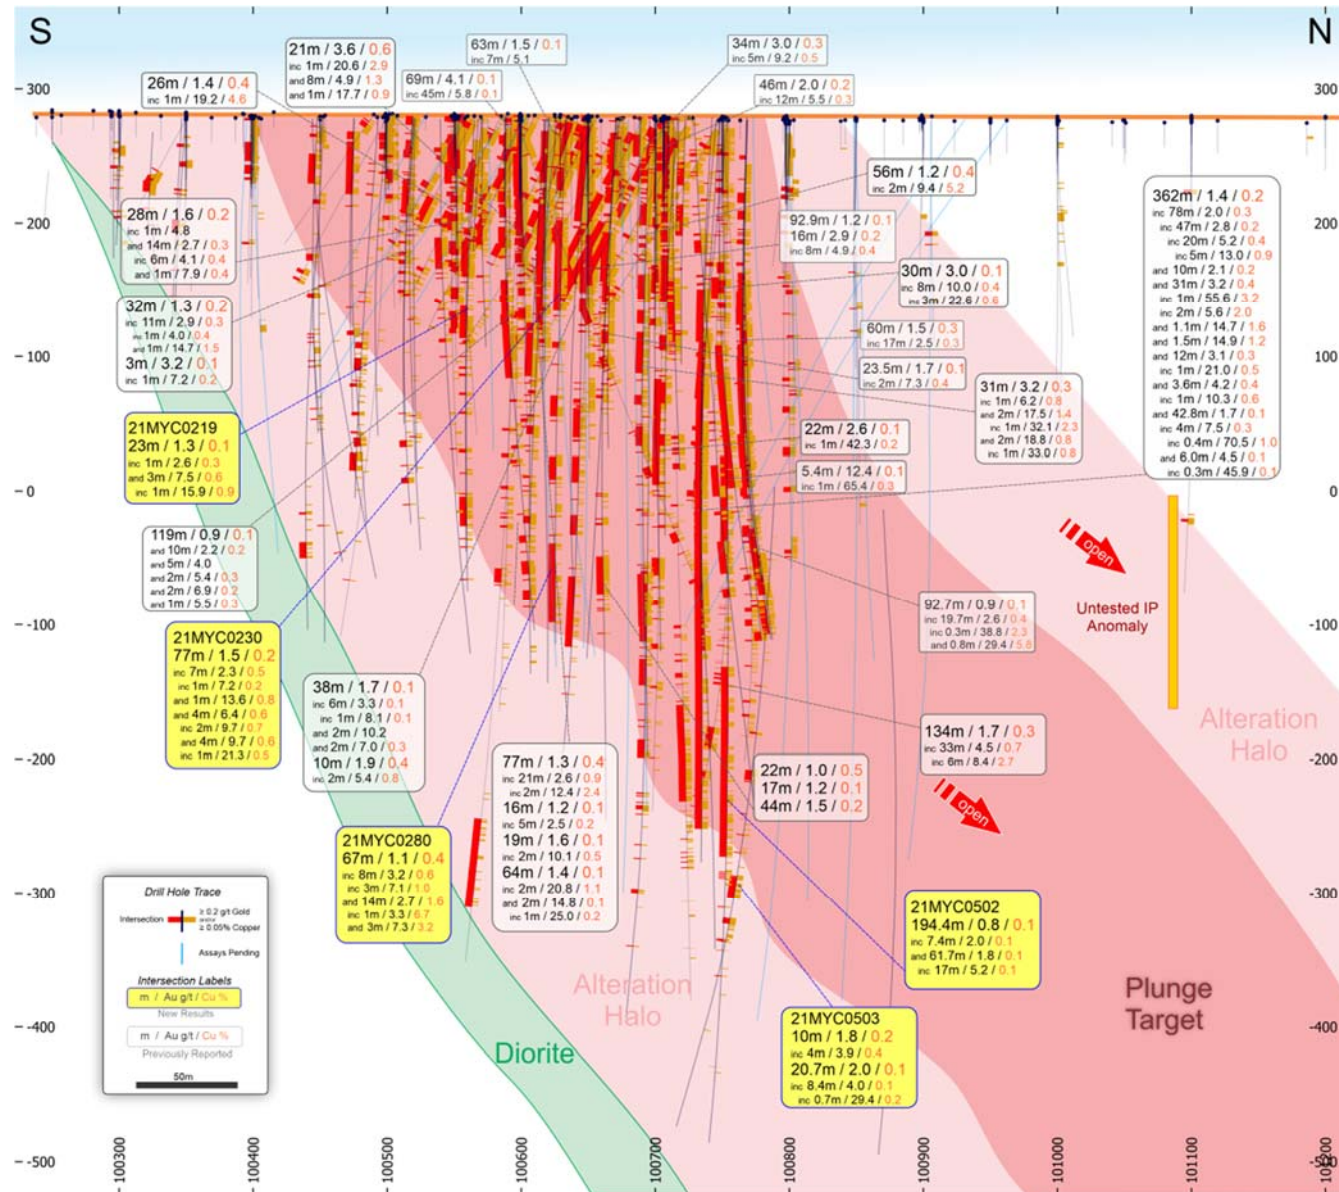 S
N
300
300
200
200
100
100
0
0
-100
-100
-200
-200
-300
-300
-400
-400
-500
-500
100300
100400
100500
100600
100700
100800
100900
101000
101100
26m / 1.4 / 0.4
inc 1m / 19.2 / 4.6
21m / 3.6 / 0.6
inc 1m / 20.6 / 2.9
and 8m / 4.9 / 1.3
and 1m / 17.7 / 0.9
63m / 1.5 / 0.1
inc 7m / 5.1
69m / 4.1 / 0.1
inc 45m / 5.8 / 0.1
34m / 3.0 / 0.3
inc 5m / 9.2 / 0.5
46m / 2.0 / 0.2
inc 12m / 5.5 / 0.3
56m / 1.2 / 0.4
inc 2m / 9.4 / 5.2
92.9m / 1.2 / 0.1
16m / 2.9 / 0.2
inc 8m / 4.9 / 0.4
30m / 3.0 / 0.1
inc 8m / 10.0 / 0.4
inc 3m / 22.6 / 0.6
60m / 1.5 / 0.3
inc 17m / 2.5 / 0.3
23.5m / 1.7 / 0.1
inc 2m / 7.3 / 0.4
31m / 3.2 / 0.3
inc 1m / 6.2 / 0.8
and 2m / 17.5 / 1.4
inc 1m / 32.1 / 2.3
and 2m / 18.8 / 0.8
inc 1m / 33.0 / 0.8
362m / 1.4 / 0.2
inc 78m / 2.0 / 0.3
inc 47m / 2.8 / 0.2
inc 20m / 5.2 / 0.4
inc 5m / 13.0 / 0.9
and 10m / 2.1 / 0.2
and 31m / 3.2 / 0.4
inc 1m / 55.6 / 3.2
inc 2m / 5.6 / 2.0
and 1.1m / 14.7 / 1.6
and 1.5m / 14.9 / 1.2
and 12m / 3.1 / 0.3
inc 1m / 21.0 / 0.5
and 3.6m / 4.2 / 0.4
inc 1m / 10.3 / 0.6
and 42.8m / 1.7 / 0.1
inc 4m / 7.5 / 0.3
inc 0.4m / 70.5 / 1.0
and 6.0m / 4.5 / 0.1
inc 0.3m / 45.9 / 0.1
28m / 1.6 / 0.2
inc 1m / 4.8
and 14m / 2.7 / 0.3
inc 6m / 4.1 / 0.4
and 1m / 7.9 / 0.4
32m / 1.3 / 0.2
inc 11m / 2.9 / 0.3
inc 1m / 4.0 / 0.4
and 1m / 14.7 / 1.5
3m / 3.2 / 0.1
inc 1m / 7.2 / 0.2
21MYC0219
23m / 1.3 / 0.1
inc 1m / 2.6 / 0.3
and 3m / 7.5 / 0.6
inc 1m / 15.9 / 0.9
22m / 2.6 / 0.1
inc 1m / 42.3 / 0.2
5.4m / 12.4 / 0.1
inc 1m / 65.4 / 0.3
119m / 0.9 / 0.1
and 10m / 2.2 / 0.2
and 5m / 4.0
and 2m / 5.4 / 0.3
and 2m / 6.9 / 0.2
and 1m / 5.5 / 0.3
open
Untested IP
Anomaly
92.7m / 0.9 / 0.1
inc 19.7m / 2.6 / 0.4
inc 0.3m / 38.8 / 2.3
and 0.8m / 29.4 / 5.8
21MYC0230
77m / 1.5 / 0.2
inc 7m / 2.3 / 0.5
inc 1m / 7.2 / 0.2
and 1m / 13.6 / 0.8
and 4m / 6.4 / 0.6
inc 2m / 9.7 / 0.7
and 4m / 9.7 / 0.6
inc 1m / 21.3 / 0.5
38m / 1.7 / 0.1
inc 6m / 3.3 / 0.1
inc 1m / 8.1 / 0.1
and 2m / 10.2
and 2m / 7.0 / 0.3
10m / 1.9 / 0.4
inc 2m / 5.4 / 0.8
77m / 1.3 / 0.4
inc 21m / 2.6 / 0.9
inc 2m / 12.4 / 2.4
16m / 1.2 / 0.1
inc 5m / 2.5 / 0.2
19m / 1.6 / 0.1
inc 2m / 10.1 / 0.5
64m / 1.4 / 0.1
inc 2m / 20.8 / 1.1
and 2m / 14.8 / 0.1
inc 1m / 25.0 / 0.2
22m / 1.0 / 0.5
17m / 1.2 / 0.1
44m / 1.5 / 0.2
134m / 1.7 / 0.3
inc 33m / 4.5 / 0.7
inc 6m / 8.4 / 2.7
Alteration
Halo
open
21MYC0280
67m / 1.1 / 0.4
inc 8m / 3.2 / 0.6
inc 3m / 7.1 / 1.0
and 14m / 2.7 / 1.6
inc 1m / 3.3 / 6.7
and 3m / 7.3 / 3.2
21MYC0502
194.4m / 0.8 / 0.1
inc 7.4m / 2.0 / 0.1
and 61.7m / 1.8 / 0.1
inc 17m / 5.2 / 0.1
Alteration
Halo
Plunge
Target
Diorite
21MYC0503
10m / 1.8 / 0.2
inc 4m / 3.9 / 0.4
20.7m / 2.0 / 0.1
inc 8.4m / 4.0 / 0.1
inc 0.7m / 29.4 / 0.2
Drill Hole Trace
Intersection
≥ 0.2 g/t Gold
and/or
≥ 0.05% Copper
Assays Pending
Intersection Labels
m / Au g/t / Cu %
New Results
m / Au g/t / Cu %
Previously Reported
50m